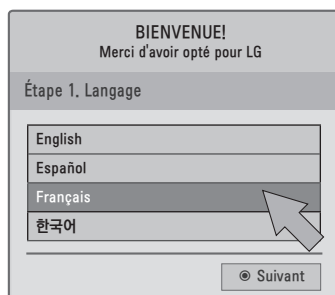 BIENVENUE!
Merci d'avoir opté pour LG
Étape 1. Langage
English
Español
Français
한국어
◉ Suivant